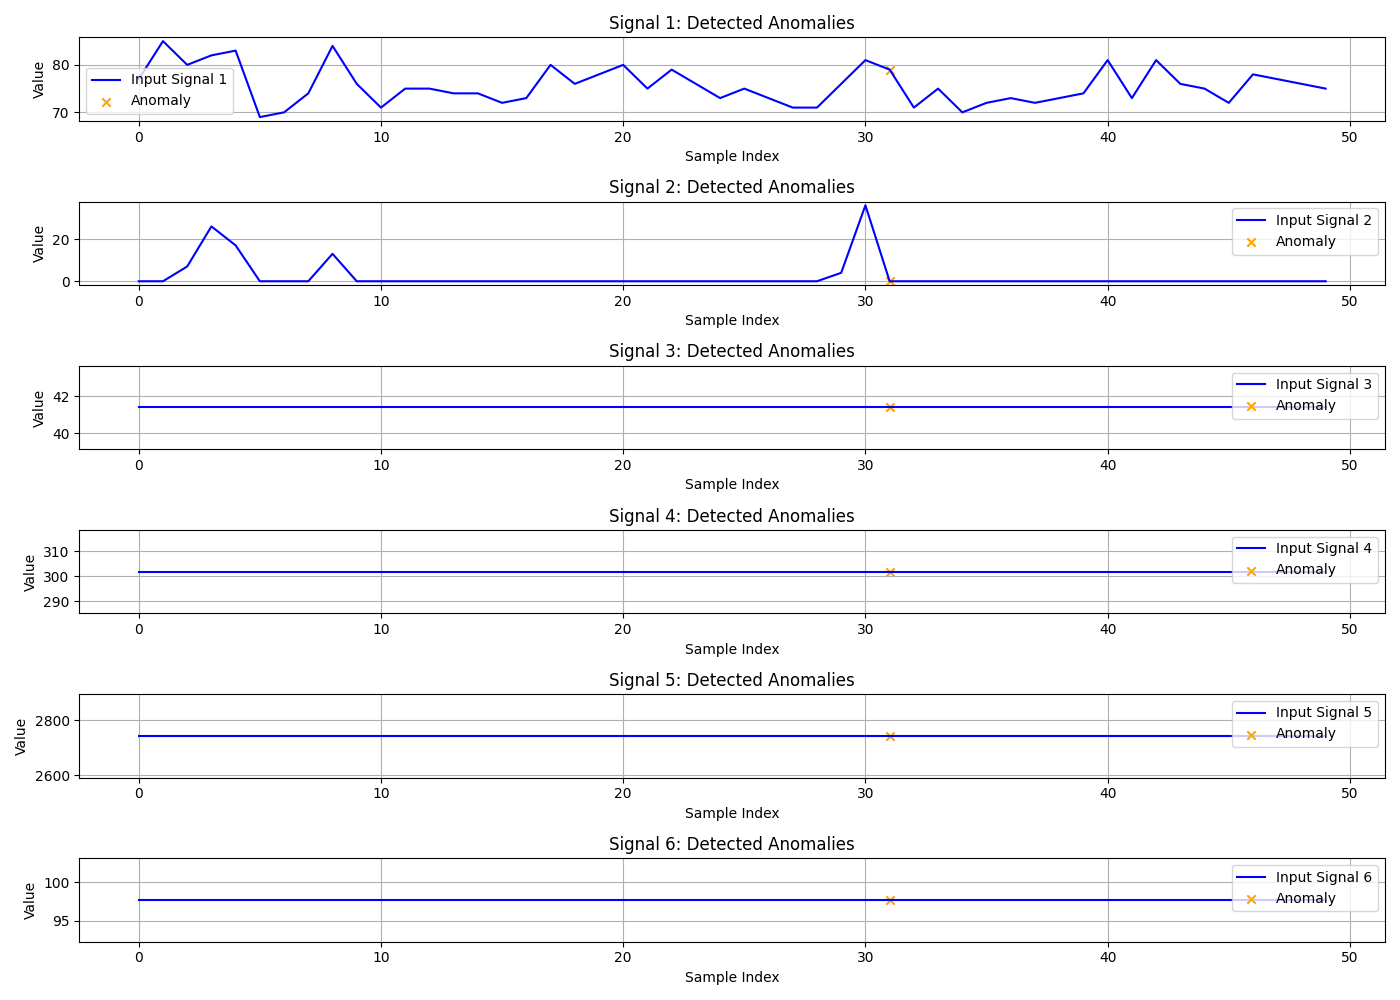 Signal 1: Detected Anomalies
Value
80
70
Input Signal 1
Anomaly
0 10 20 30 40 50
Sample Index
Signal 2: Detected Anomalies
Value
20
0
Input Signal 2
Anomaly
0 10 20 30 40 50
Sample Index
Signal 3: Detected Anomalies
Value
42
40
Input Signal 3
Anomaly
0 10 20 30 40 50
Sample Index
Signal 4: Detected Anomalies
Value
310
300
290
Input Signal 4
Anomaly
0 10 20 30 40 50
Sample Index
Signal 5: Detected Anomalies
Value
2800
2600
Input Signal 5
Anomaly
0 10 20 30 40 50
Sample Index
Signal 6: Detected Anomalies
Value
100
95
Input Signal 6
Anomaly
0 10 20 30 40 50
Sample Index